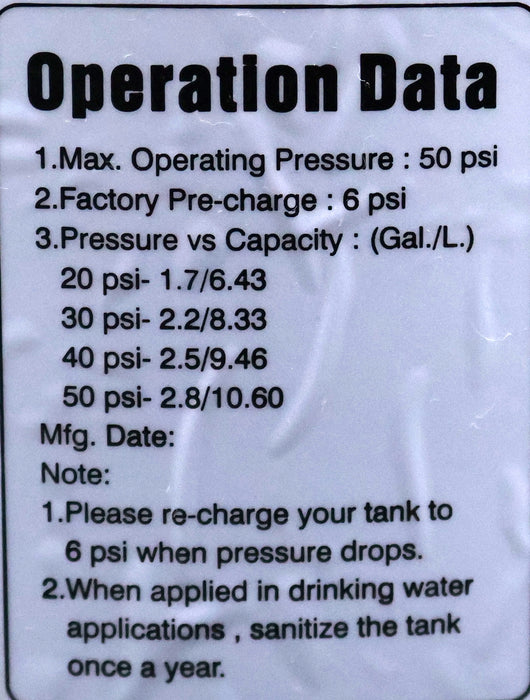 Operation Data
1.Max. Operating Pressure : 50 psi
2.Factory Pre-charge : 6 psi
3.Pressure vs Capacity : (Gal./L.)
20 psi- 1.7/6.43
30 psi- 2.2/8.33
40 psi- 2.5/9.46
50 psi- 2.8/10.60
Mfg. Date:
Note:
1.Please re-charge your tank to
6 psi when pressure drops.
2.When applied in drinking water
applications , sanitize the tank
once a year.